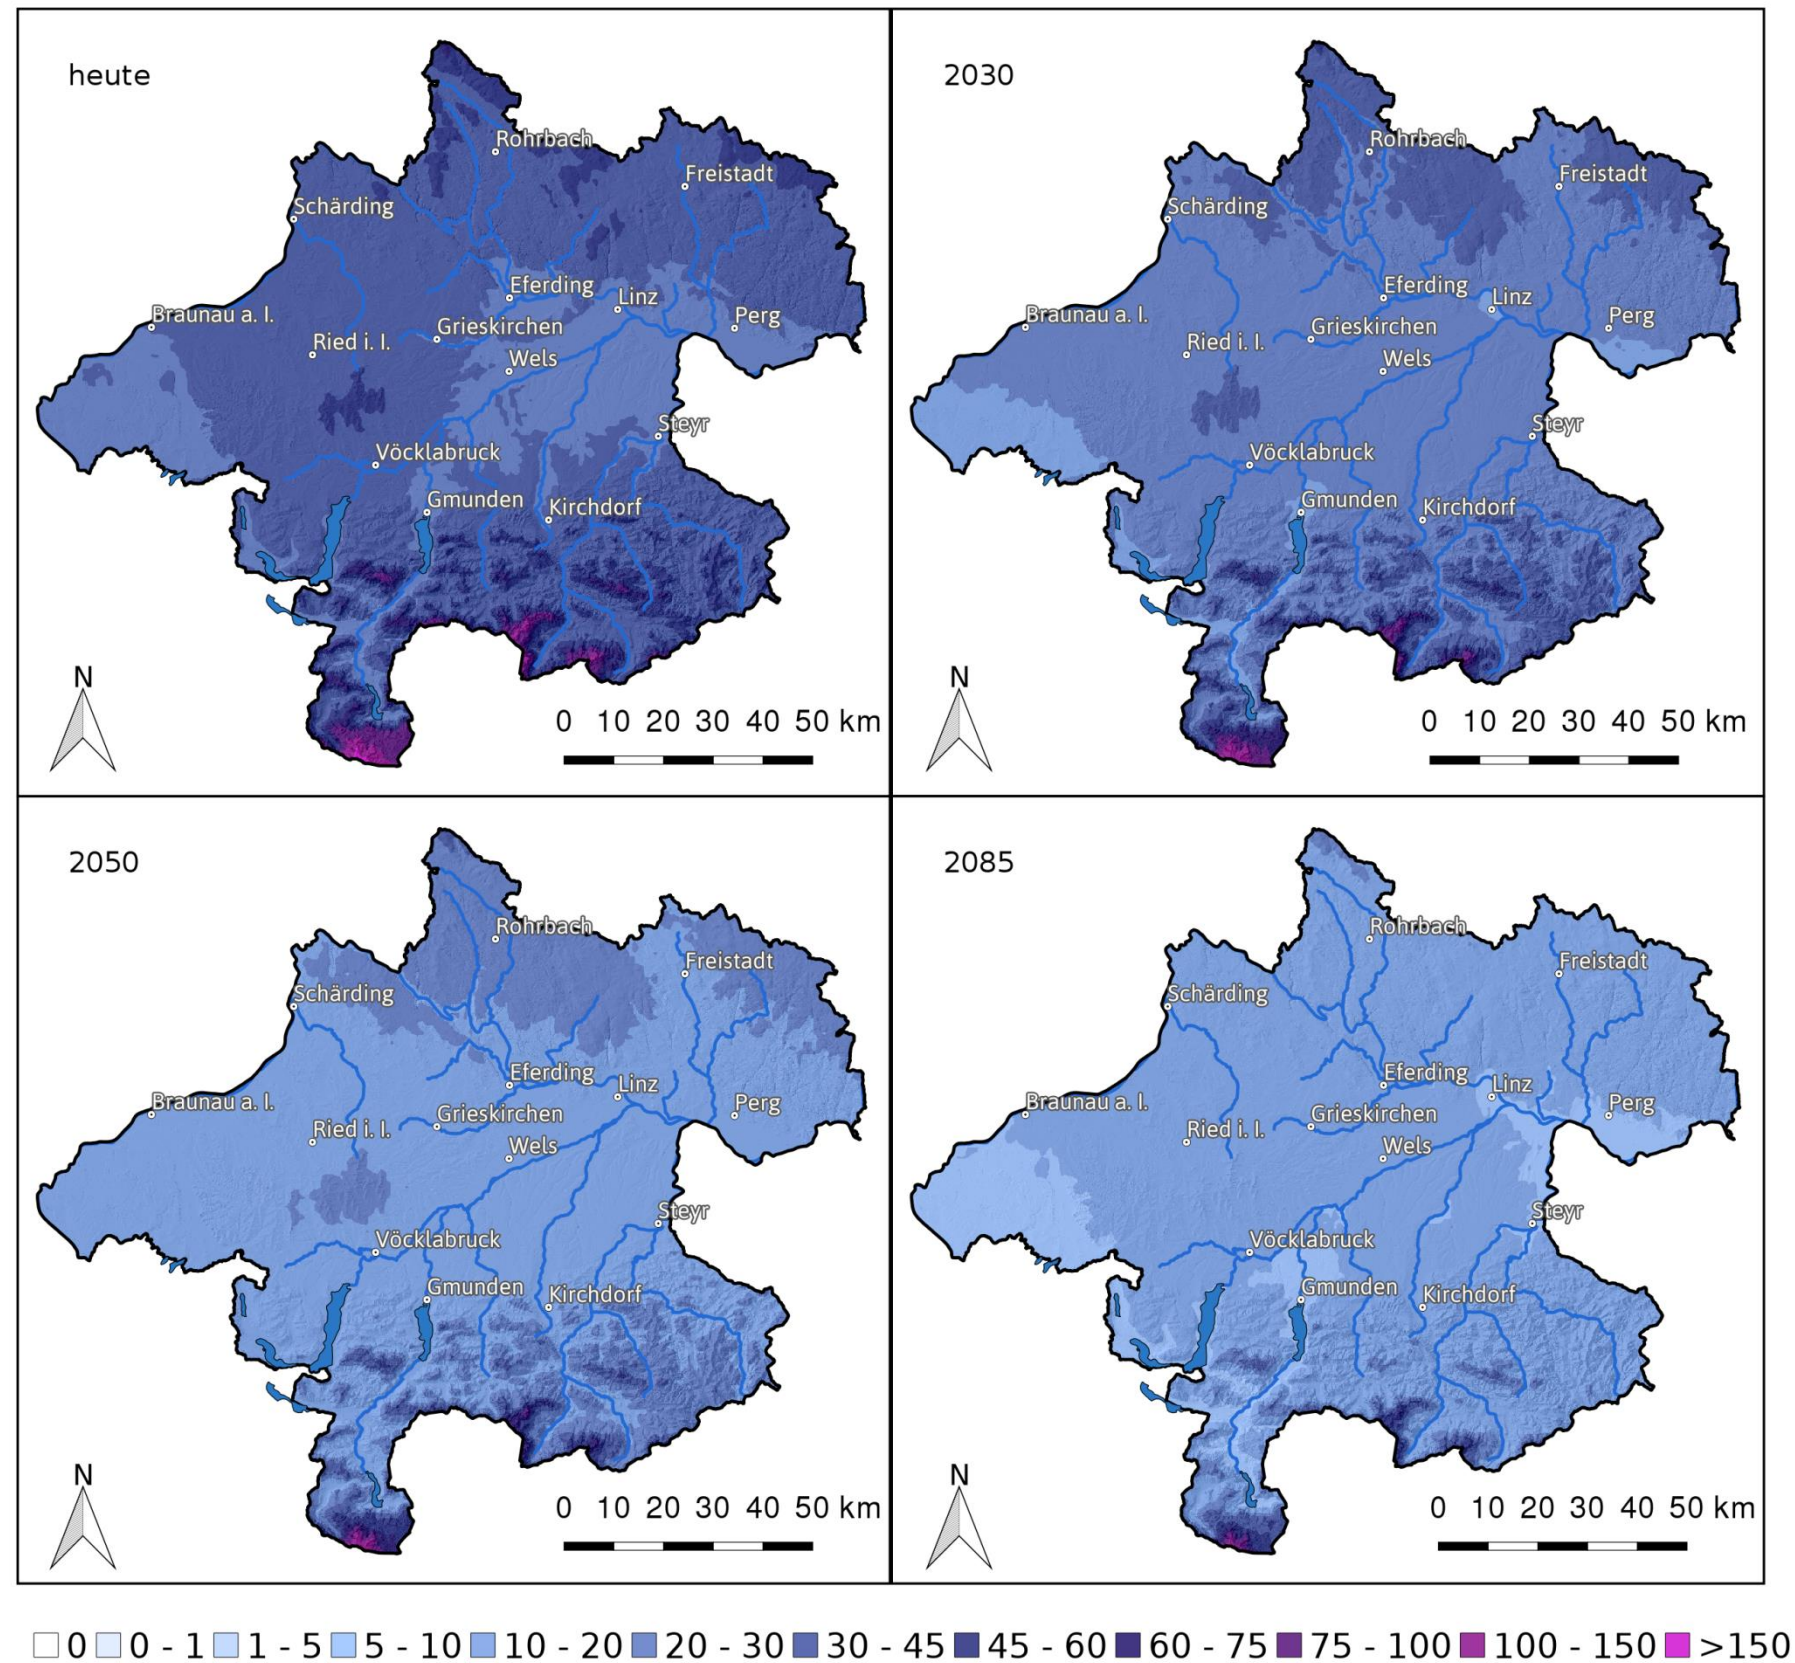 heute
Rohrbach
Freistadt
Schärding
Eferding
Linz
Braunau a. I.
Perg
Grieskirchen
Ried i. I.
Wels
Steyr
Vöcklabruck
Gmunden
Kirchdorf
N
0 10 20 30 40 50 km
2030
Rohrbach
Freistadt
Schärding
Eferding
Linz
Braunau a. I.
Perg
Grieskirchen
Ried i. I.
Wels
Steyr
Vöcklabruck
Gmunden
Kirchdorf
N
0 10 20 30 40 50 km
2050
Rohrbach
Freistadt
Schärding
Eferding
Linz
Braunau a. I.
Perg
Grieskirchen
Ried i. I.
Wels
Steyr
Vöcklabruck
Gmunden
Kirchdorf
N
0 10 20 30 40 50 km
2085
Rohrbach
Freistadt
Schärding
Eferding
Linz
Braunau a. I.
Perg
Grieskirchen
Ried i. I.
Wels
Steyr
Vöcklabruck
Gmunden
Kirchdorf
N
0 10 20 30 40 50 km
0 0 - 1 1 - 5 5 - 10 10 - 20 20 - 30 30 - 45 45 - 60 60 - 75 75 - 100 100 - 150 >150